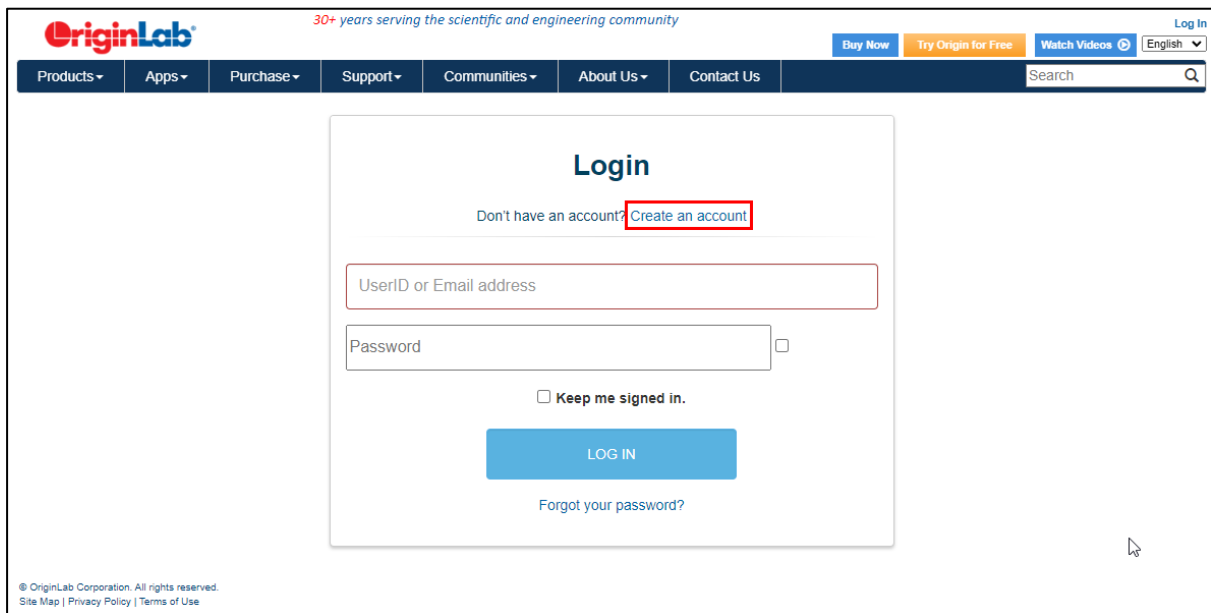 30+ years serving the scientific and engineering community
Log In
OriginLab®
Buy Now
Try Origin for Free
Watch Videos
English
Products
Apps
Purchase
Support
Communities
About Us
Contact Us
Search
Login
Don't have an account? Create an account
UserID or Email address
Password
Keep me signed in.
LOG IN
Forgot your password?
© OriginLab Corporation. All rights reserved.
Site Map | Privacy Policy | Terms of Use